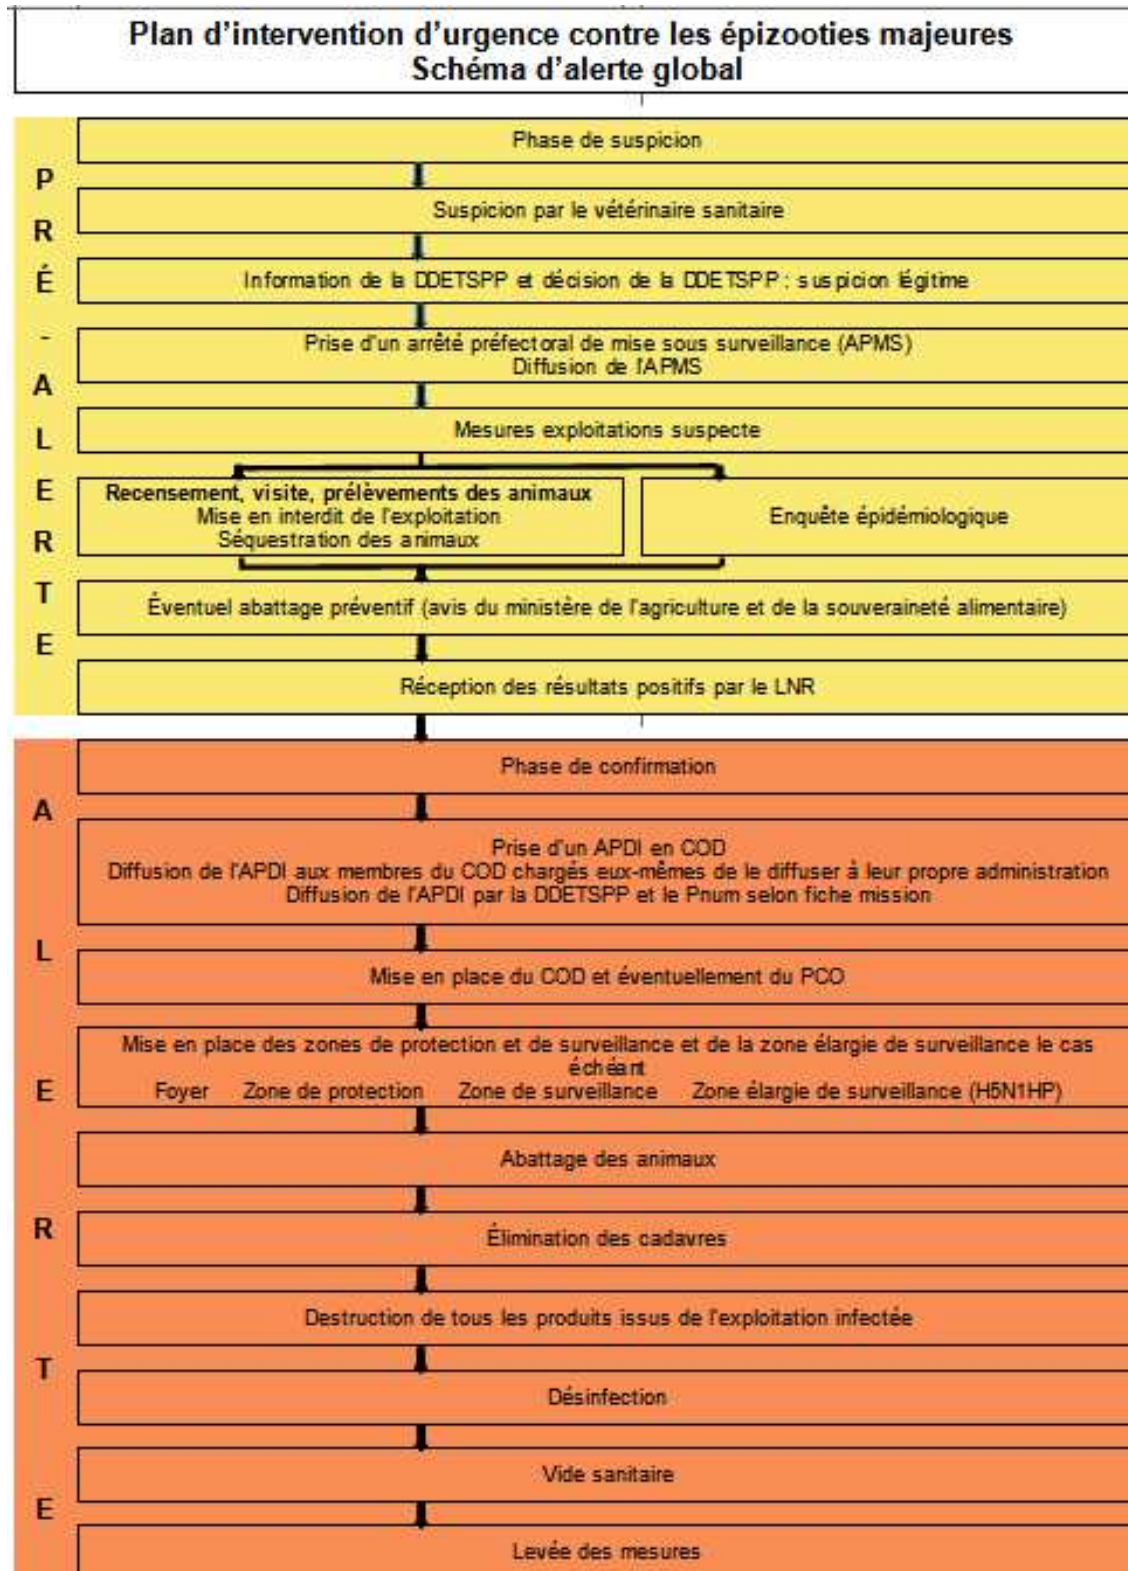 Plan d'intervention d'urgence contre les épizooties majeures
Schéma d'alerte global
PRÉ-ALERTE
Phase de suspicion
Suspicion par le vétérinaire sanitaire
Information de la DDETSPP et décision de la DDETSPP : suspicion légitime
Prise d'un arrêté préfectoral de mise sous surveillance (APMS)
Diffusion de l'APMS
Mesures exploitations suspecte
Recensement, visite, prélèvements des animaux
Mise en interdit de l'exploitation
Séquestration des animaux
Enquête épidémiologique
Éventuel abattage préventif (avis du ministère de l'agriculture et de la souveraineté alimentaire)
Réception des résultats positifs par le LNR
ALERTE
Phase de confirmation
Prise d'un APDI en COD
Diffusion de l'APDI aux membres du COD chargés eux-mêmes de le diffuser à leur propre administration
Diffusion de l'APDI par la DDETSPP et le Pnum selon fiche mission
Mise en place du COD et éventuellement du PCO
Mise en place des zones de protection et de surveillance et de la zone élargie de surveillance le cas
échéant
Foyer Zone de protection Zone de surveillance Zone élargie de surveillance (H5N1HP)
Abattage des animaux
Élimination des cadavres
Destruction de tous les produits issus de l'exploitation infectée
Désinfection
Vide sanitaire
Levée des mesures